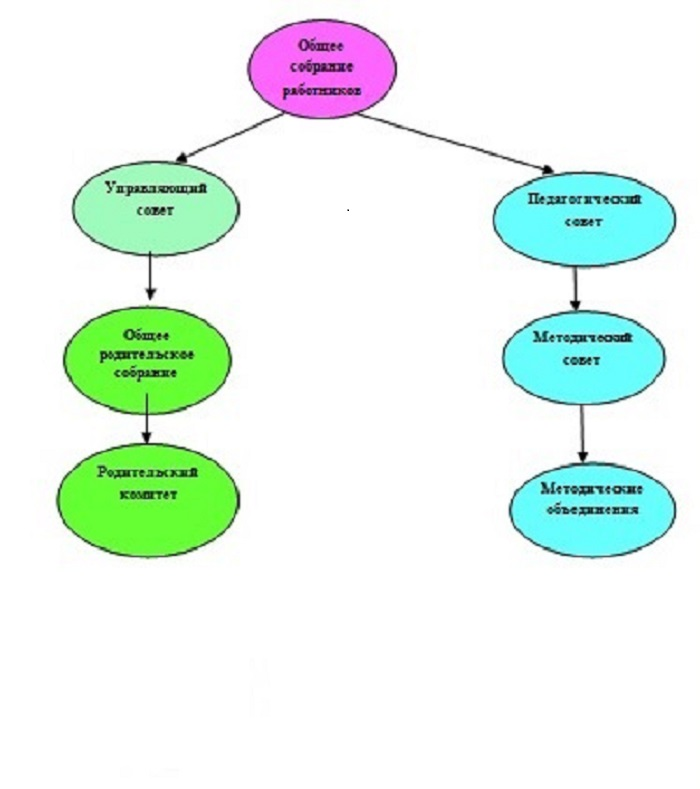 Общее
собрание
работников
Управляющий
совет
Педагогический
совет
Общее
родительское
собрание
Методический
совет
Родительский
комитет
Методические
объединения